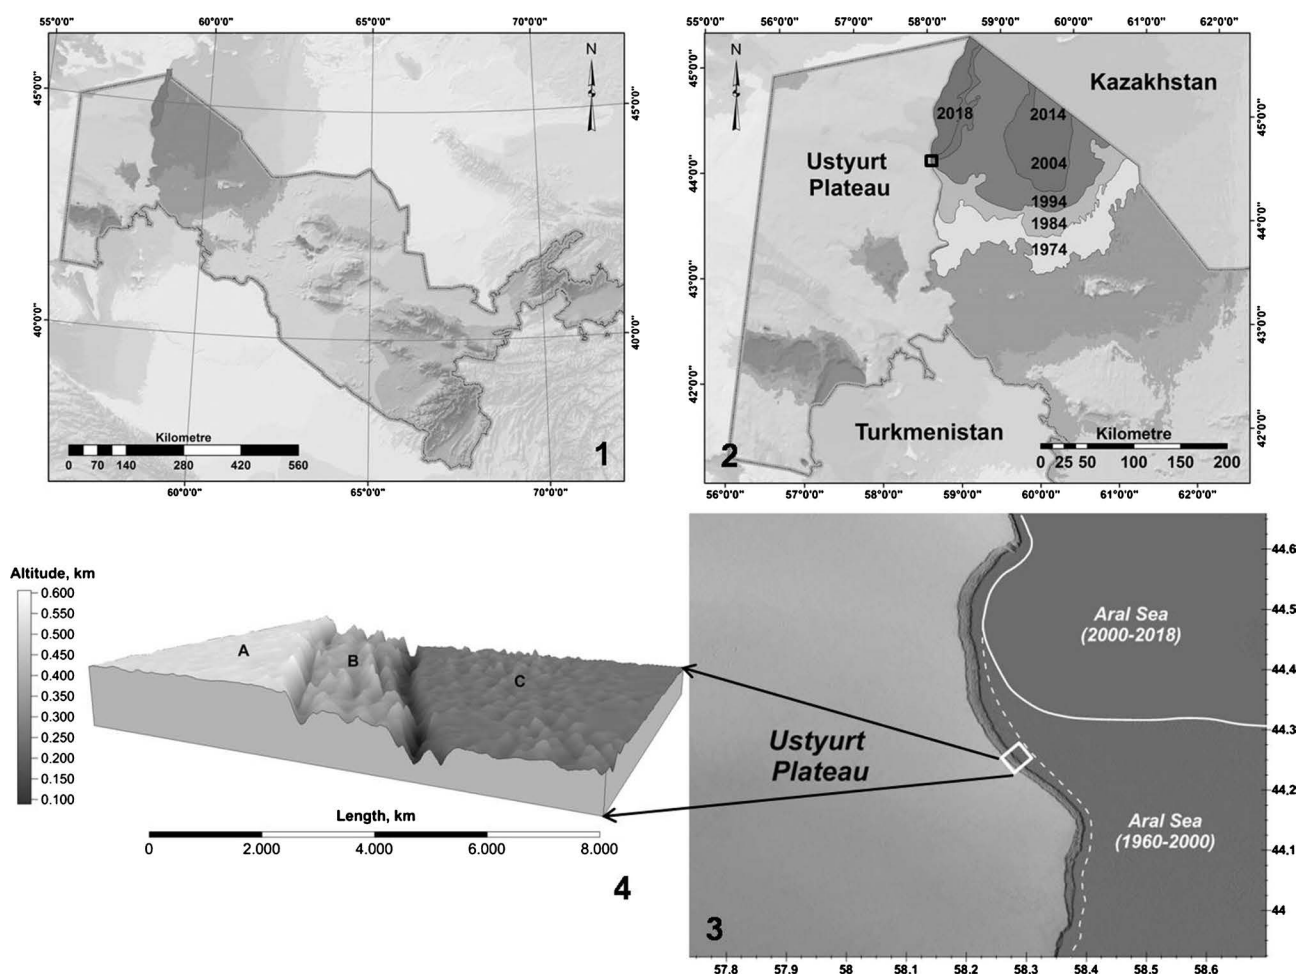 55°0'0" 60°0'0" 65°0'0" 70°0'0"
N
45°0'0"
45°0'0"
40°0'0"
40°0'0"
Kilometre
0 70 140 280 420 560
1
60°0'0" 65°0'0" 70°0'0"
55°0'0" 56°0'0" 57°0'0" 58°0'0" 59°0'0" 60°0'0" 61°0'0" 62°0'0"
N
Kazakhstan
45°0'0"
45°0'0"
2018
2014
Ustyurt
Plateau
2004
44°0'0"
44°0'0"
1994
1984
1974
43°0'0"
43°0'0"
42°0'0"
42°0'0"
Turkmenistan
Kilometre
0 25 50 100 150 200
2
56°0'0" 57°0'0" 58°0'0" 59°0'0" 60°0'0" 61°0'0" 62°0'0"
Altitude, km
0.600
0.550
0.500
0.450
0.400
0.350
0.300
0.250
0.200
0.150
0.100
A
B
C
Length, km
0 2.000 4.000 6.000 8.000
4
Aral Sea
(2000-2018)
Ustyurt
Plateau
Aral Sea
(1960-2000)
44.6
44.5
44.4
44.3
44.2
44.1
44
3
57.8 57.9 58 58.1 58.2 58.3 58.4 58.5 58.6